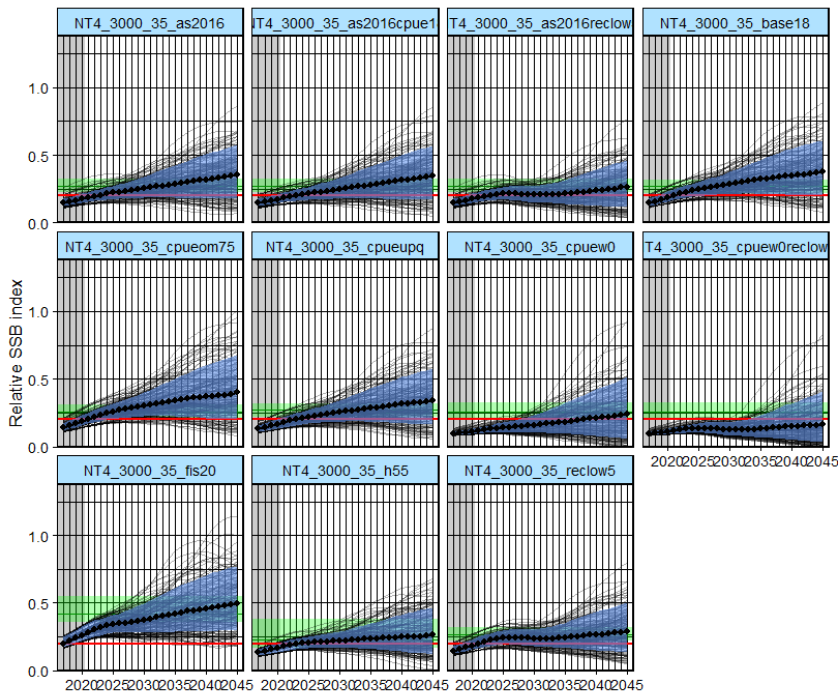 NT4_3000_35_as2016
NT4_3000_35_as2016cpue18
T4_3000_35_as2016reclow
NT4_3000_35_base18
1.0
0.5
0.0
NT4_3000_35_cpueom75
NT4_3000_35_cpueupq
NT4_3000_35_cpuew0
T4_3000_35_cpuew0reclow
Relative SSB index
1.0
0.5
0.0
2020 2025 2030 2035 2040 2045
NT4_3000_35_fis20
NT4_3000_35_h55
NT4_3000_35_reclow5
1.0
0.5
0.0
2020 2025 2030 2035 2040 2045
2020 2025 2030 2035 2040 2045
2020 2025 2030 2035 2040 2045